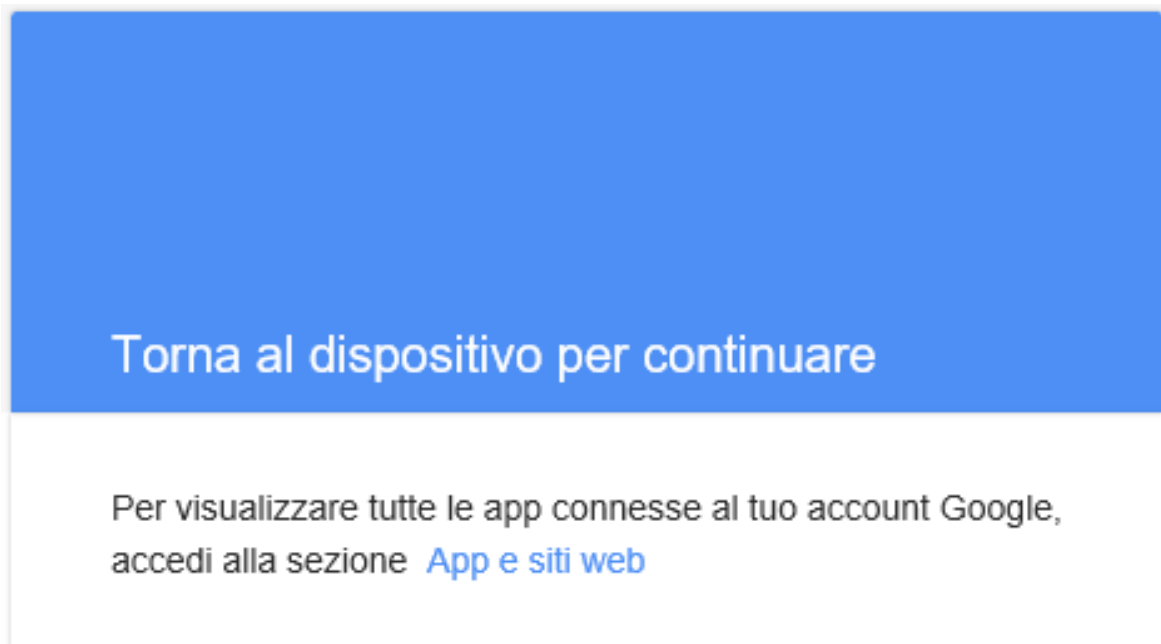 Torna al dispositivo per continuare
Per visualizzare tutte le app connesse al tuo account Google,
accedi alla sezione App e siti web